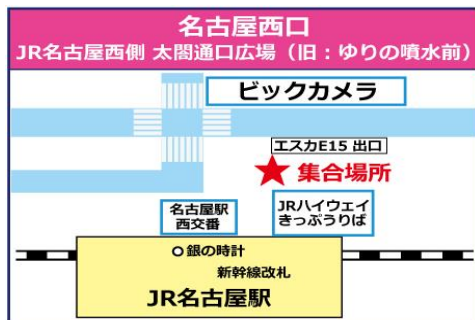 名古屋西口
JR名古屋西側 太閤通口広場（旧：ゆりの噴水前）
ビックカメラ
エスカE15 出口
集合場所
名古屋駅
西交番
JRハイウェイ
きっぷうりば
銀の時計
新幹線改札
JR名古屋駅